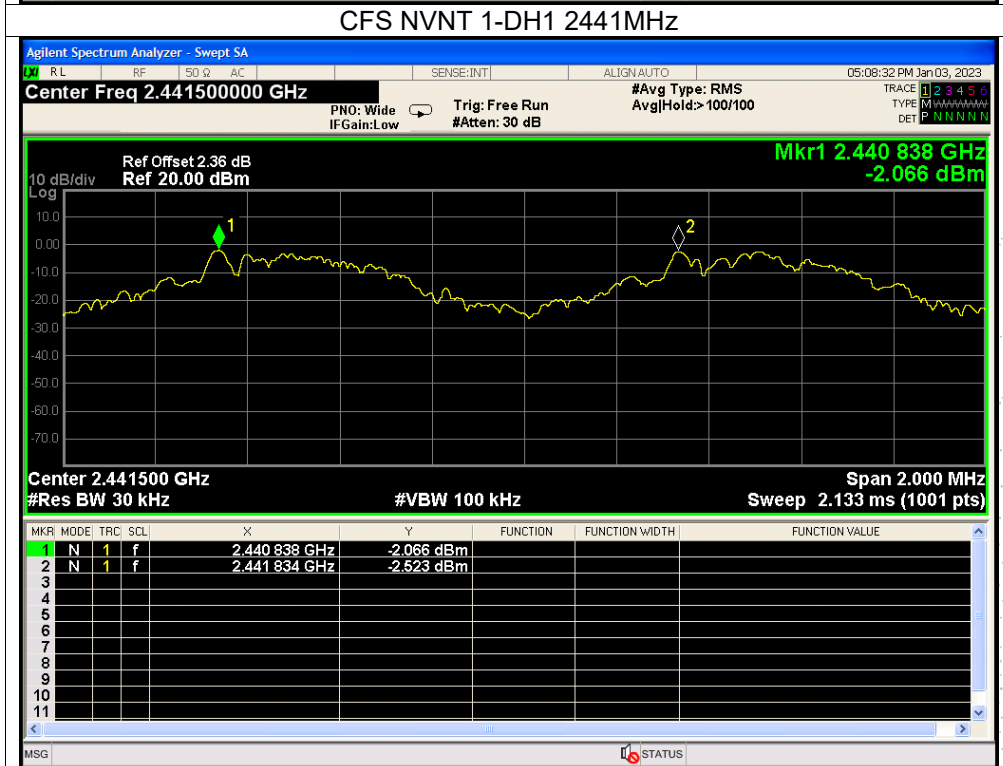 CFS NVNT 1-DH1 2441MHz
Agilent Spectrum Analyzer - Swept SA
LXI RL RF 50 Ω AC SENSE:INT ALIGN AUTO 05:08:32 PM Jan 03, 2023
Center Freq 2.441500000 GHz #Avg Type: RMS TRACE 1 2 3 4 5 6
PNO: Wide Trig: Free Run Avg|Hold:>100/100 TYPE M WWWWW
IFGain:Low #Atten: 30 dB DET P N N N N N
Mkr1 2.440 838 GHz
Ref Offset 2.36 dB -2.066 dBm
10 dB/div Ref 20.00 dBm
Log
10.0
1
2
0.00
-10.0
-20.0
-30.0
-40.0
-50.0
-60.0
-70.0
Center 2.441500 GHz Span 2.000 MHz
#Res BW 30 kHz #VBW 100 kHz Sweep 2.133 ms (1001 pts)
MKR MODE TRC SCL X Y FUNCTION FUNCTION WIDTH FUNCTION VALUE
1 N 1 f 2.440 838 GHz -2.066 dBm
2 N 1 f 2.441 834 GHz -2.523 dBm
3
4
5
6
7
8
9
10
11
MSG STATUS